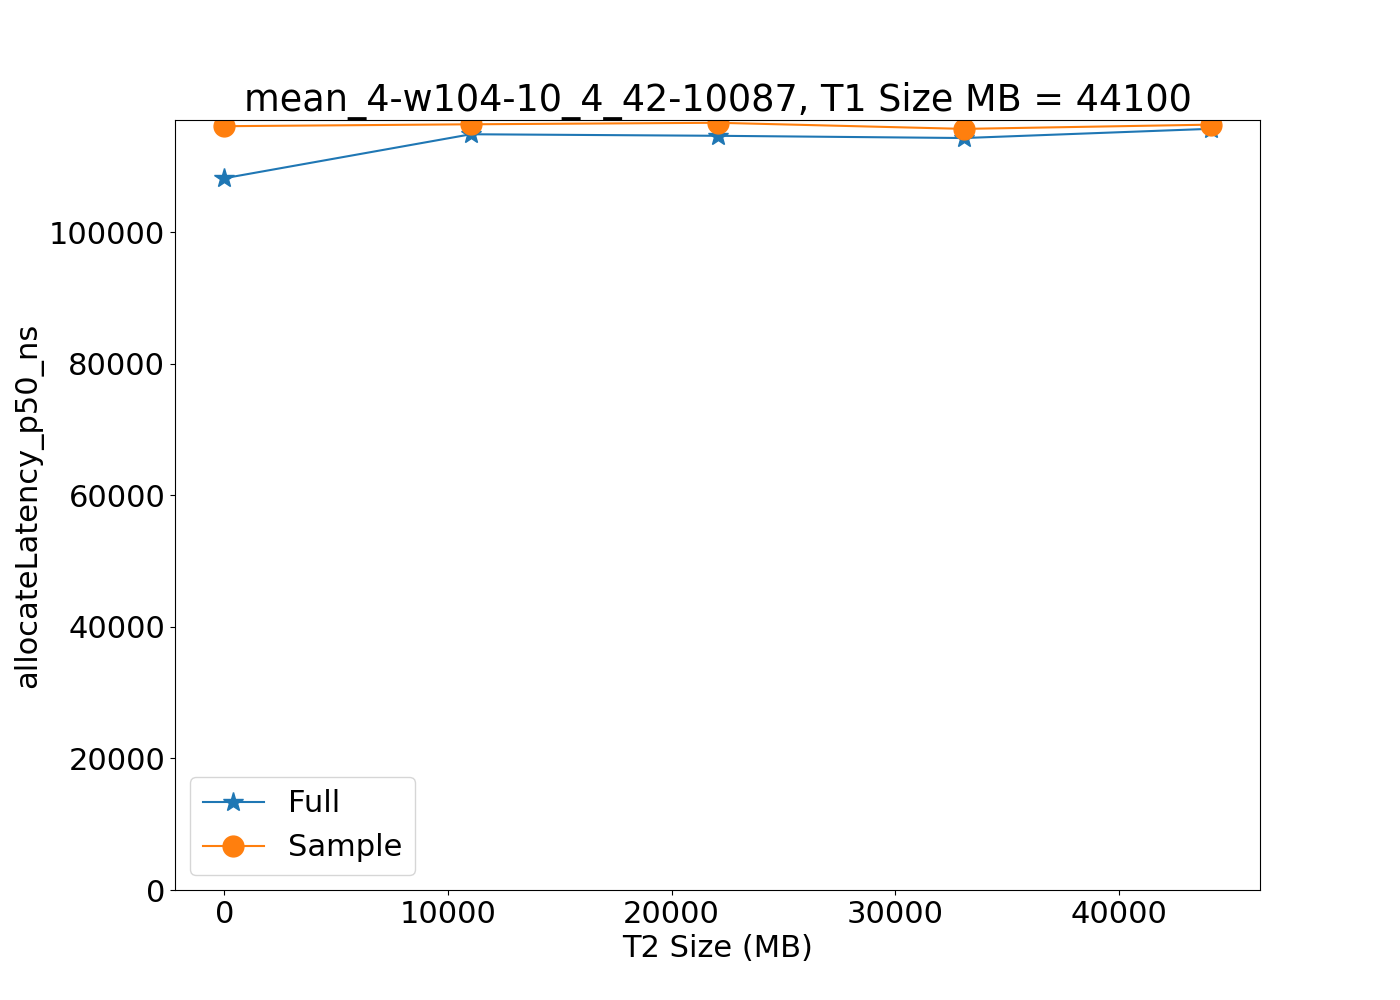 mean_4-w104-10_4_42-10087, T1 Size MB = 44100
allocateLatency_p50_ns
100000
80000
60000
40000
20000
0
Full
Sample
0 10000 20000 30000 40000
T2 Size (MB)